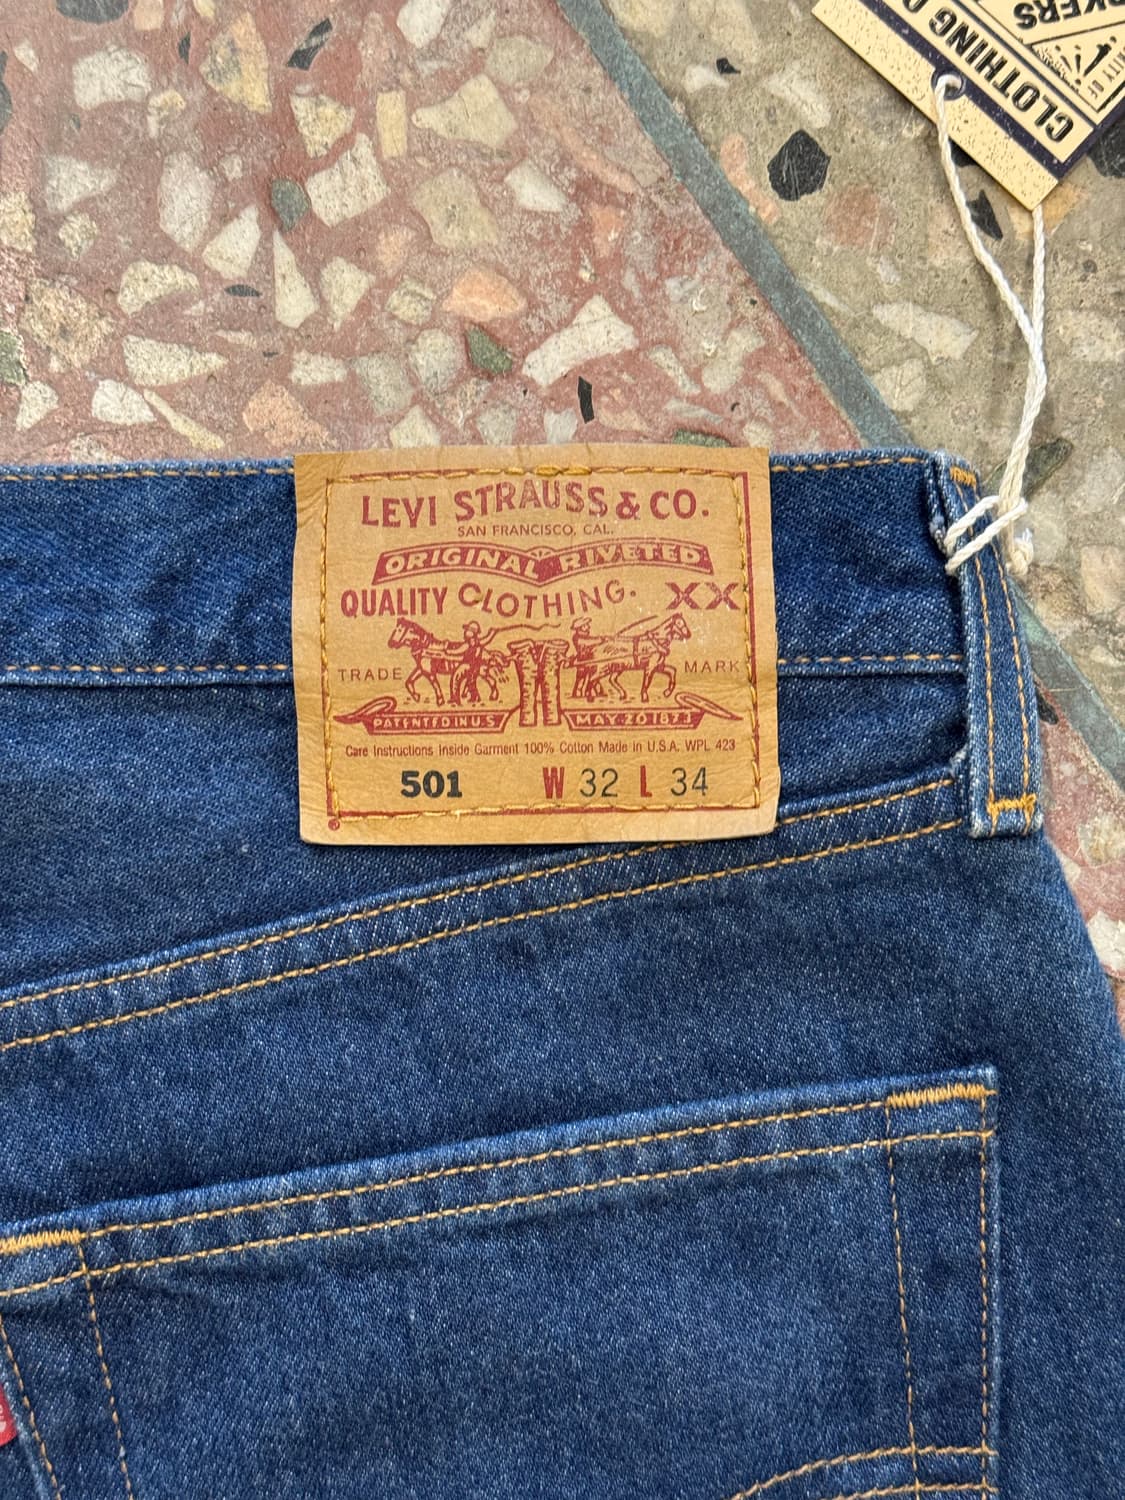 CLOTHING
RKERS
LEVI STRAUSS & CO.
SAN FRANCISCO, CAL.
ORIGINAL RIVETED
QUALITY CLOTHING. XX
TRADE MARK
PATENTED IN U.S. MAY 20 1873
Care Instructions Inside Garment 100% Cotton Made in U.S.A. WPL 423
501 W 32 L 34